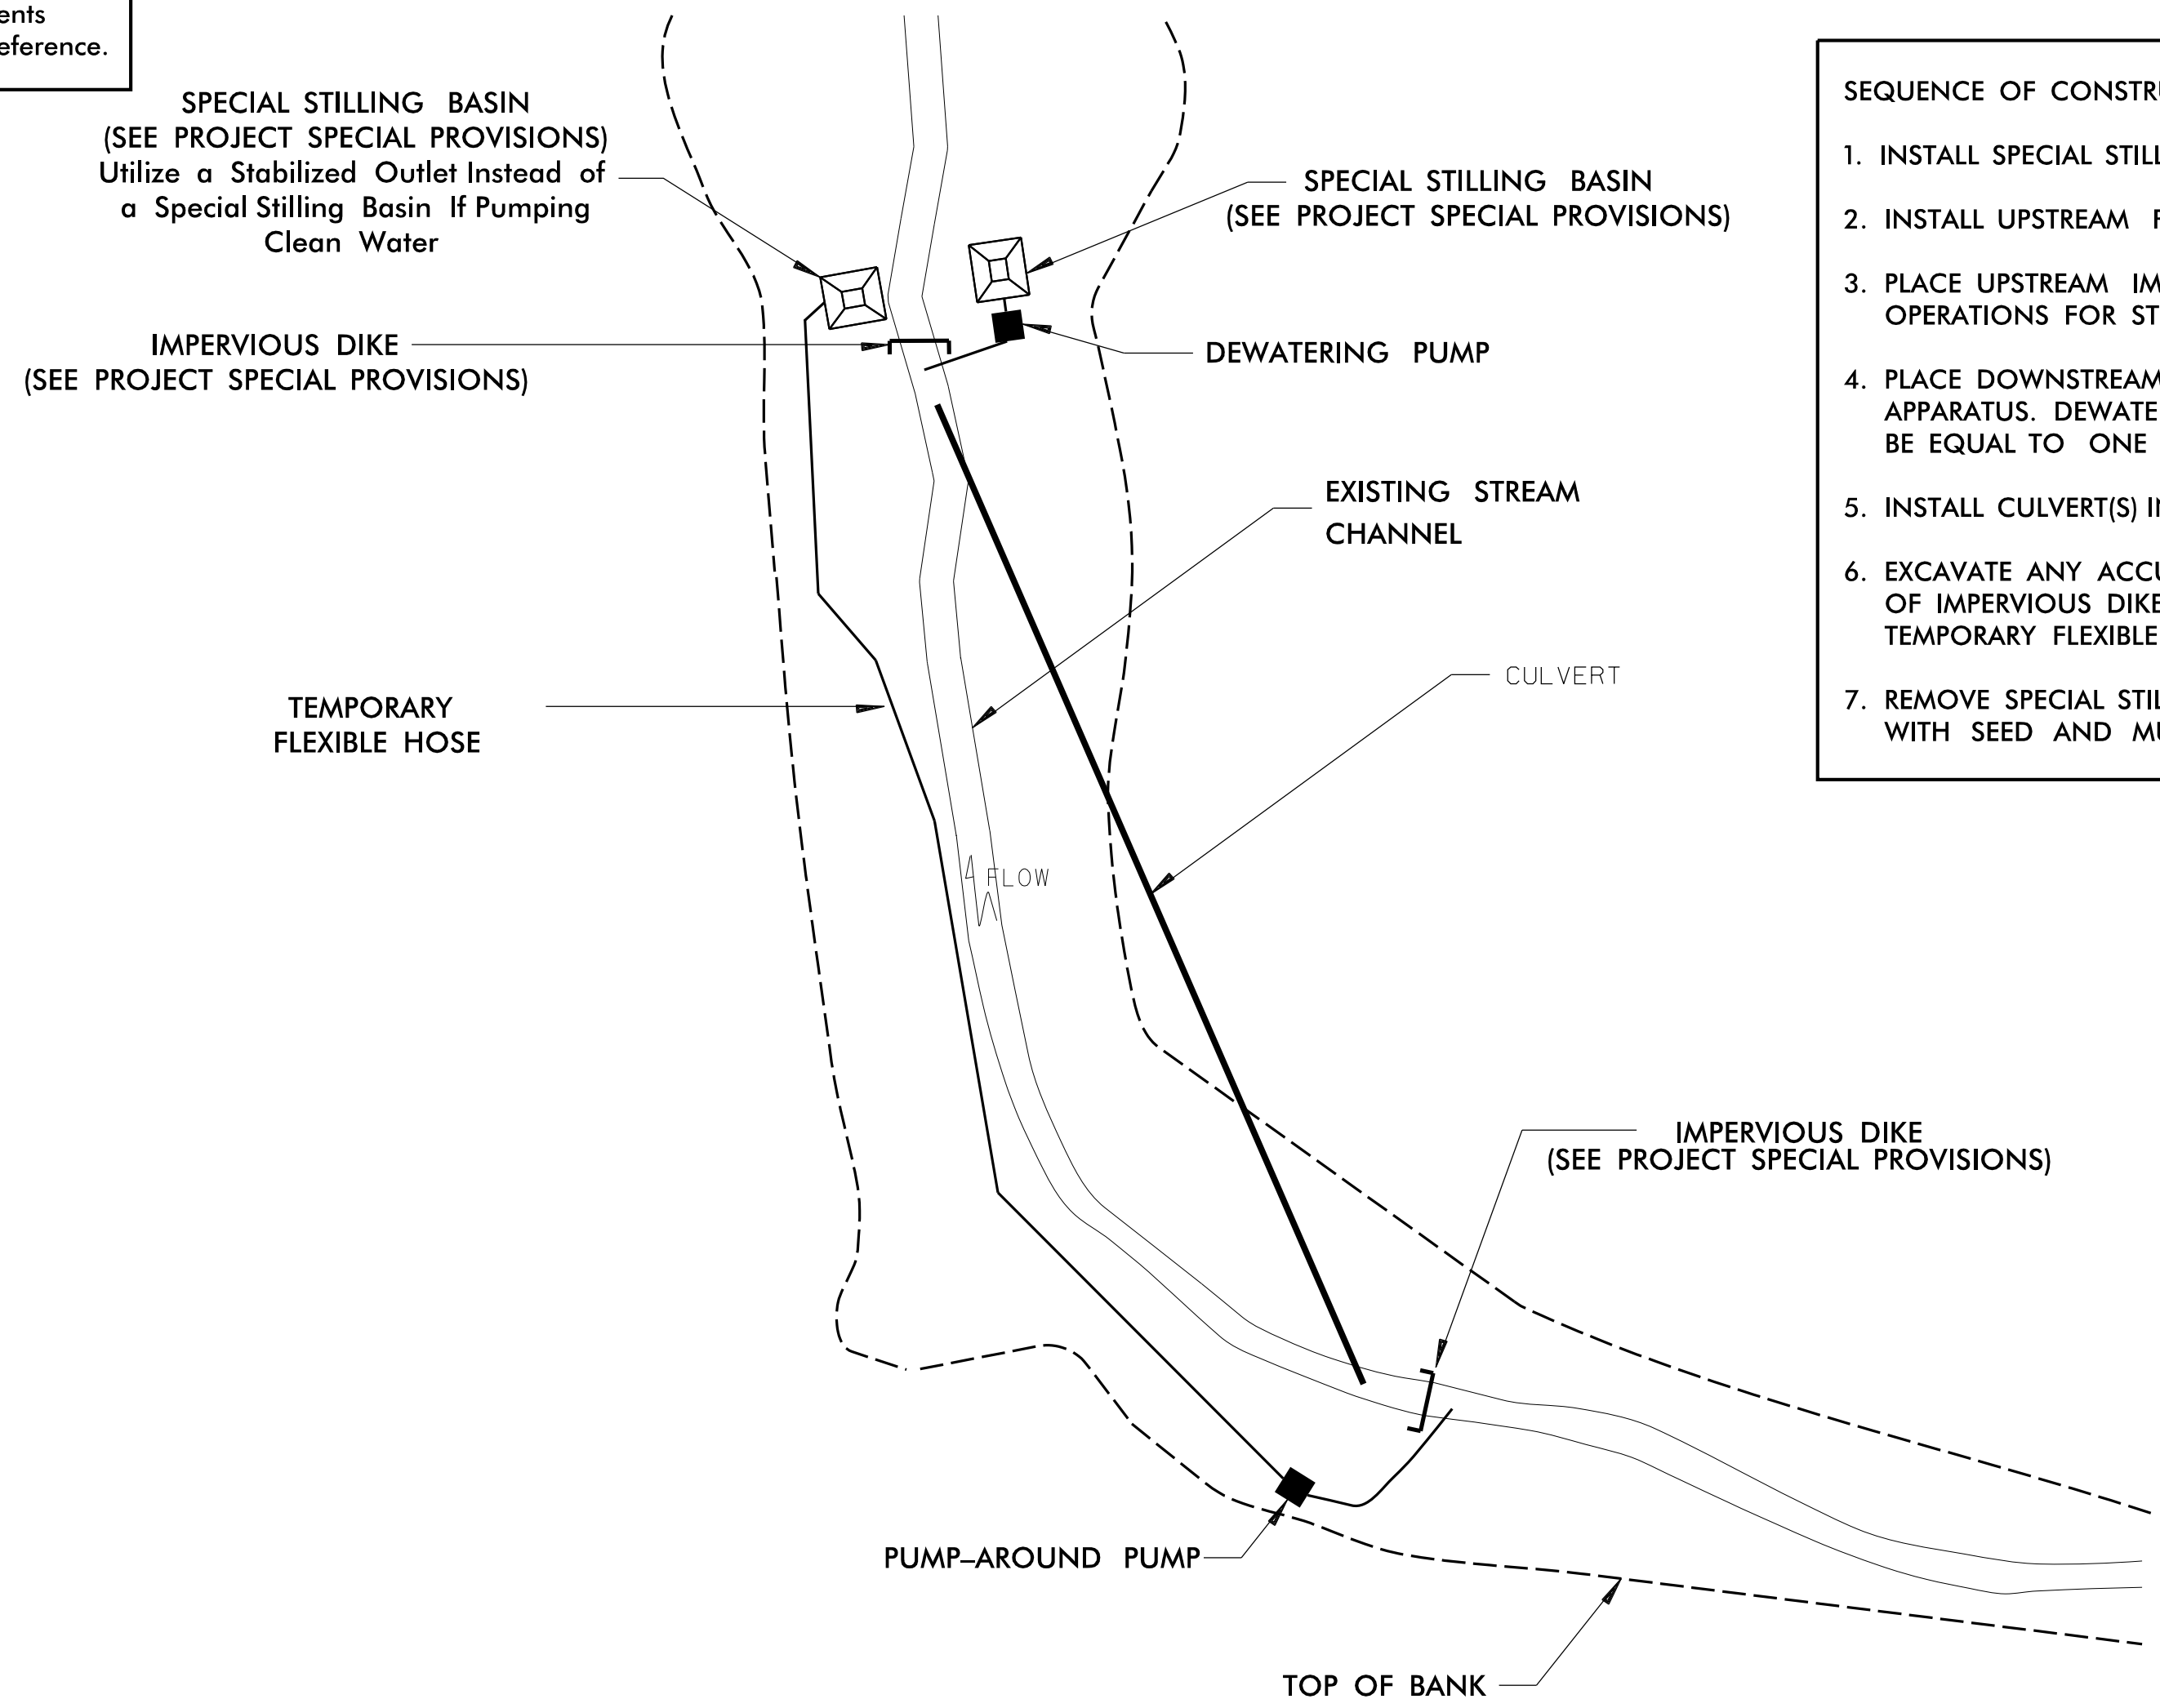 eference.
SPECIAL STILLING BASIN
(SEE PROJECT SPECIAL PROVISIONS)
Utilize a Stabilized Outlet Instead of
a Special Stilling Basin If Pumping
Clean Water
IMPERVIOUS DIKE
(SEE PROJECT SPECIAL PROVISIONS)
SPECIAL STILLING BASIN
(SEE PROJECT SPECIAL PROVISIONS)
DEWATERING PUMP
EXISTING STREAM
CHANNEL
CULVERT
TEMPORARY
FLEXIBLE HOSE
FLOW
IMPERVIOUS DIKE
(SEE PROJECT SPECIAL PROVISIONS)
PUMP-AROUND PUMP
TOP OF BANK
SEQUENCE OF CONSTR
1. INSTALL SPECIAL STILL
2. INSTALL UPSTREAM
3. PLACE UPSTREAM IM
OPERATIONS FOR ST
4. PLACE DOWNSTREAM
APPARATUS. DEWATE
BE EQUAL TO ONE
5. INSTALL CULVERT(S) IN
6. EXCAVATE ANY ACCU
OF IMPERVIOUS DIKE
TEMPORARY FLEXIBLE
7. REMOVE SPECIAL STIL
WITH SEED AND MU